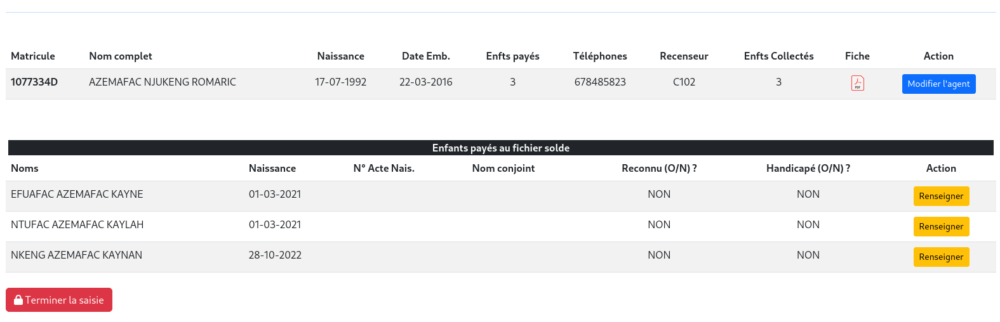 Matricule Nom complet Naissance Date Emb. Enfts payés Téléphones Recenseur Enfts Collectés Fiche Action
1077334D AZEMAFAC NJUKENG ROMARIC 17-07-1992 22-03-2016 3 678485823 C102 3 PDF Modifier l'agent
Enfants payés au fichier solde
Noms Naissance N° Acte Nais. Nom conjoint Reconnu (O/N) ? Handicapé (O/N) ? Action
EFUAFAC AZEMAFAC KAYNE 01-03-2021 NON NON Renseigner
NTUFAC AZEMAFAC KAYLAH 01-03-2021 NON NON Renseigner
NKENG AZEMAFAC KAYNAN 28-10-2022 NON NON Renseigner
Terminer la saisie